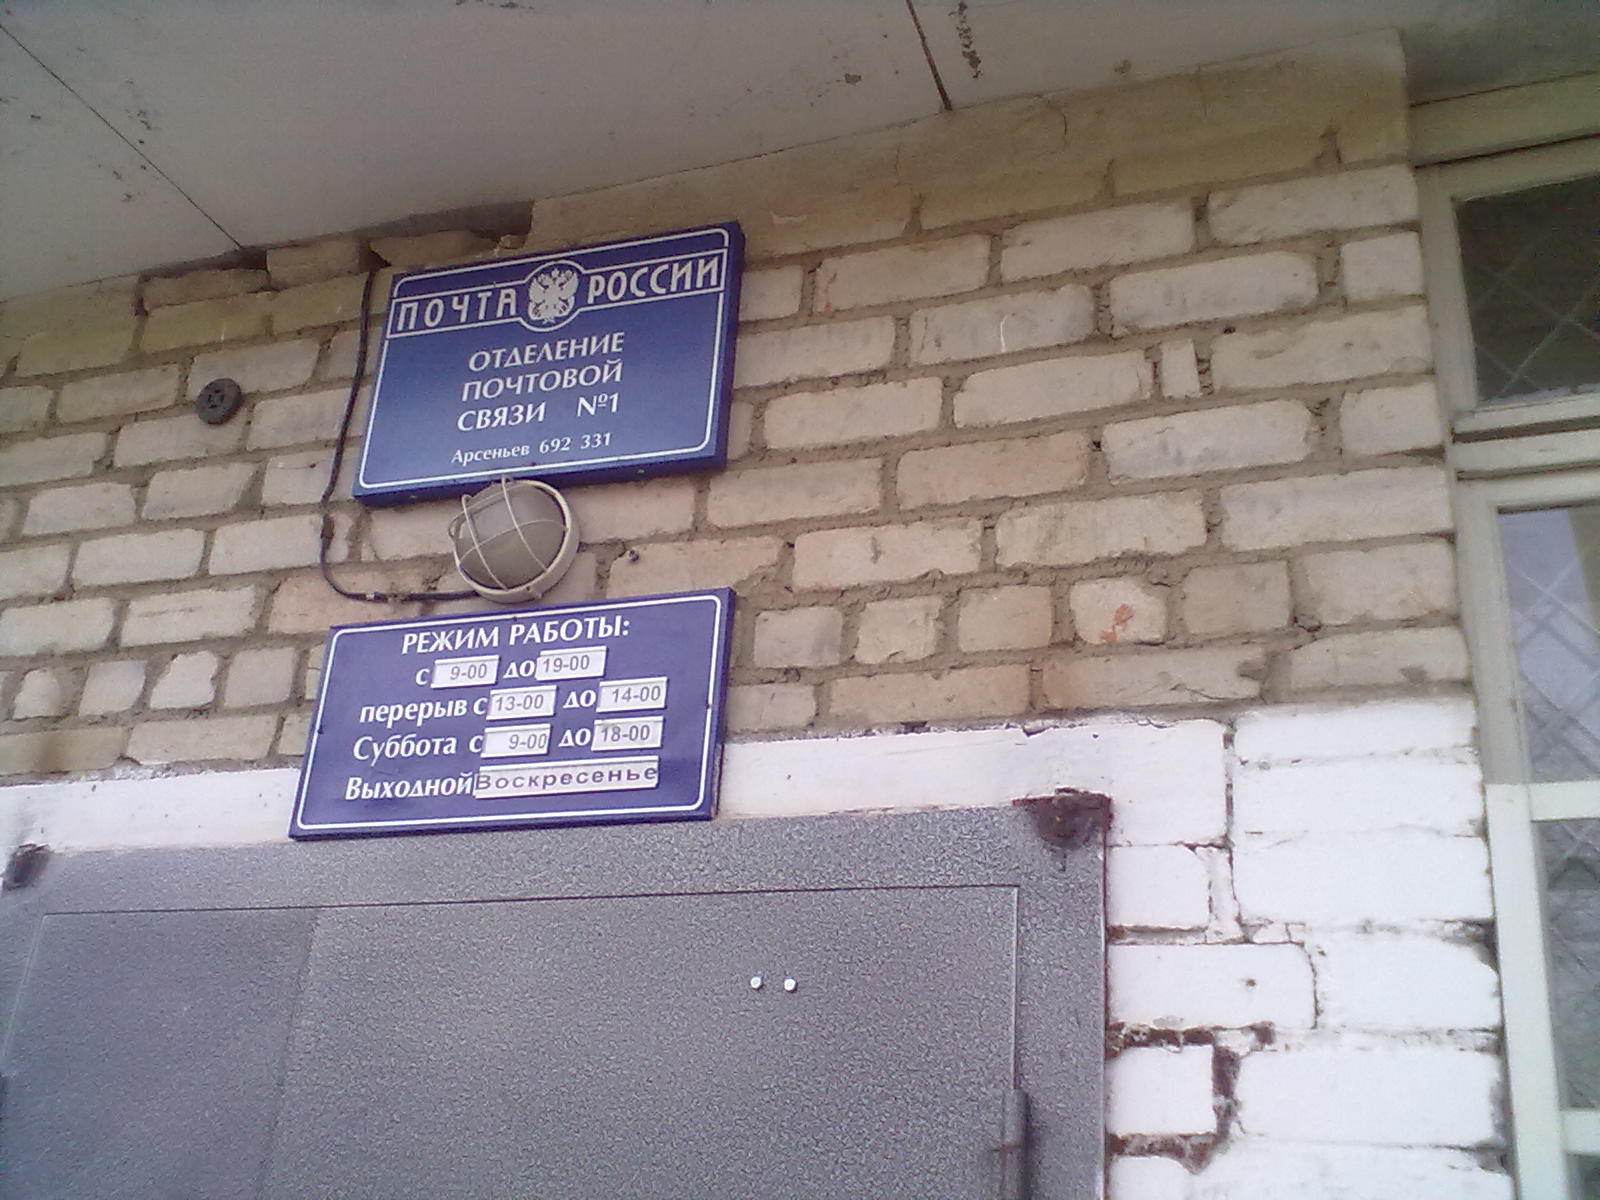 ПОЧТА РОССИИ
ОТДЕЛЕНИЕ
ПОЧТОВОЙ
СВЯЗИ №1
Арсеньев 692 331
РЕЖИМ РАБОТЫ:
с 9-00 до 19-00
перерыв с 13-00 до 14-00
Суббота с 9-00 до 18-00
Выходной Воскресенье